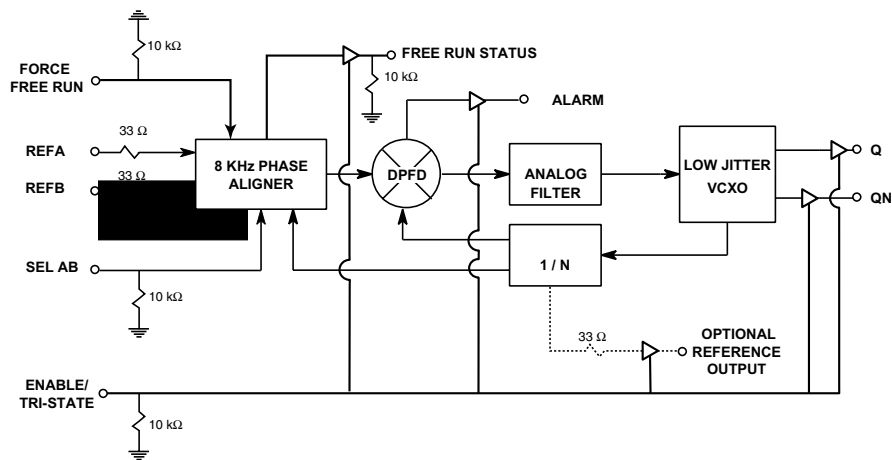 10 kΩ
FORCE
FREE RUN
FREE RUN STATUS
10 kΩ
ALARM
REFA
33 Ω
REFB
33 Ω
8 KHz PHASE
ALIGNER
DPFD
ANALOG
FILTER
LOW JITTER
VCXO
Q
QN
SEL AB
10 kΩ
1 / N
33 Ω
OPTIONAL
REFERENCE
OUTPUT
ENABLE/
TRI-STATE
10 kΩ